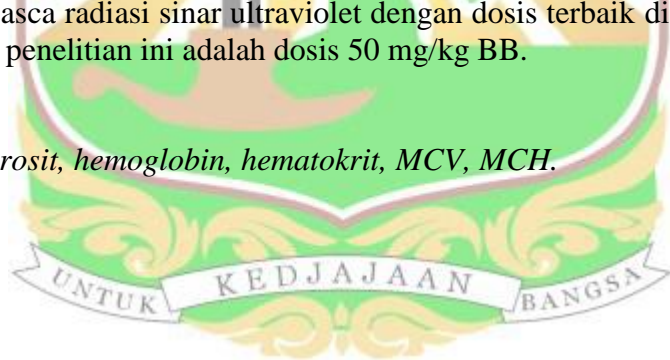 asca radiasi sinar ultraviolet dengan dosis terbaik di
penelitian ini adalah dosis 50 mg/kg BB.
rosit, hemoglobin, hematokrit, MCV, MCH.
UNTUK KEDJAJAAN BANGSA